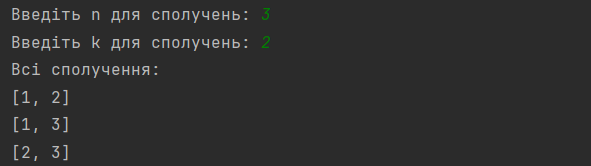 Введіть n для сполучень: 3
Введіть k для сполучень: 2
Всі сполучення:
[1, 2]
[1, 3]
[2, 3]